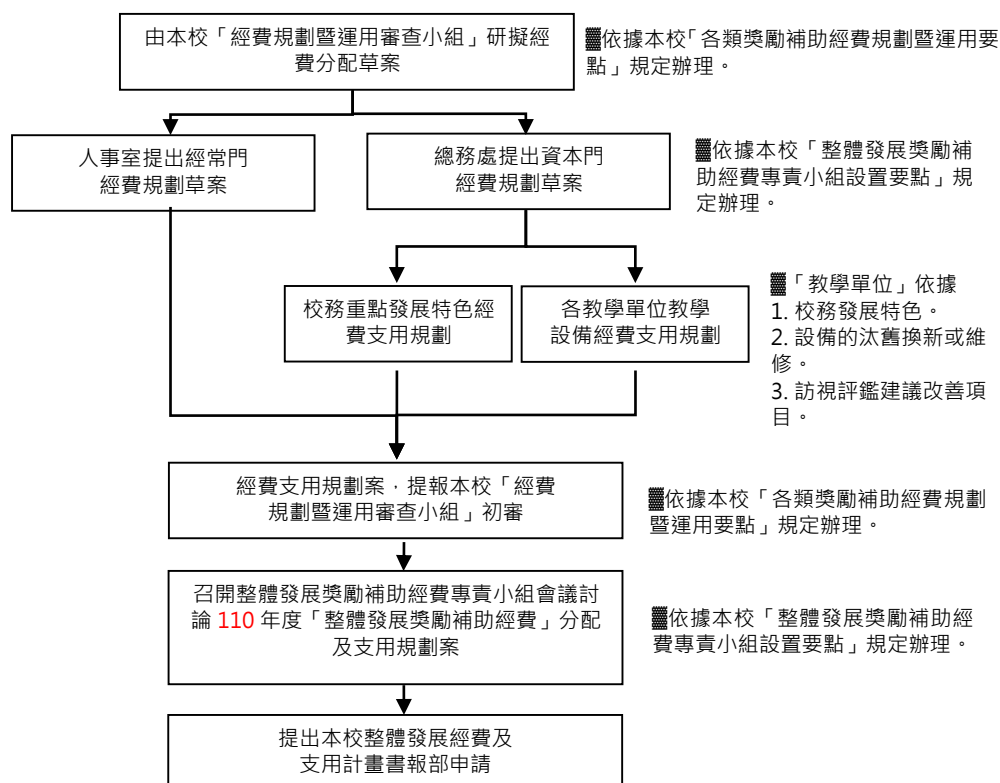 由本校「經費規劃暨運用審查小組」研擬經
費分配草案
▓依據本校「各類獎勵補助經費規劃暨運用要
點」規定辦理。
人事室提出經常門
經費規劃草案
總務處提出資本門
經費規劃草案
▓依據本校「整體發展獎勵補
助經費專責小組設置要點」規
定辦理。
校務重點發展特色經
費支用規劃
各教學單位教學
設備經費支用規劃
▓「教學單位」依據
1. 校務發展特色。
2. 設備的汰舊換新或維
修。
3. 訪視評鑑建議改善項
目。
經費支用規劃案，提報本校「經費
規劃暨運用審查小組」初審
▓依據本校「各類獎勵補助經費規劃
暨運用要點」規定辦理。
召開整體發展獎勵補助經費專責小組會議討
論 110 年度「整體發展獎勵補助經費」分配
及支用規劃案
▓依據本校「整體發展獎勵補助經
費專責小組設置要點」規定辦理。
提出本校整體發展經費及
支用計畫書報部申請